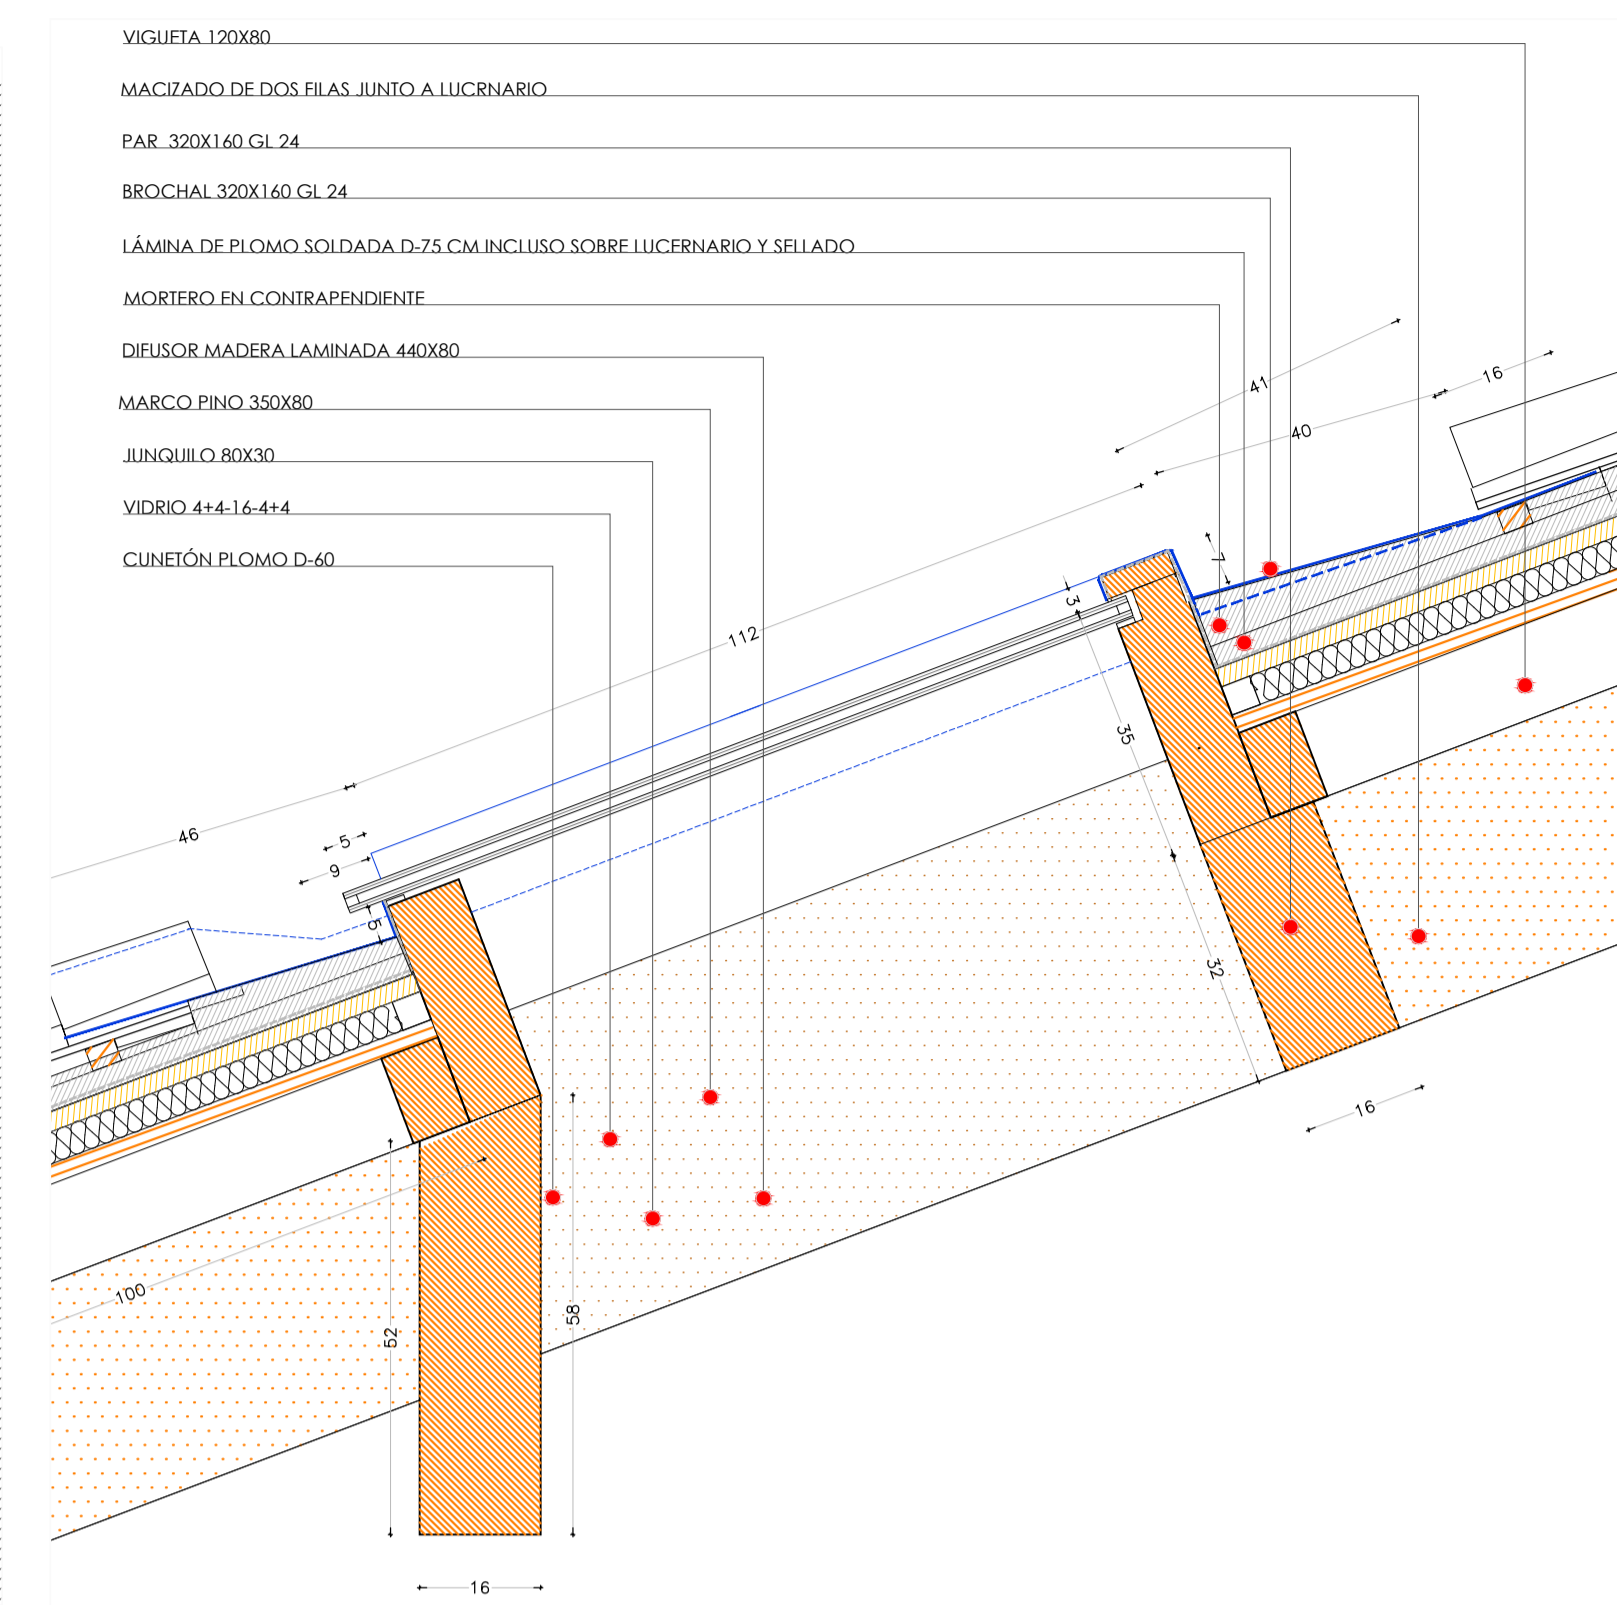 VIGUETA 120X80
MACIZADO DE DOS FILAS JUNTO A LUCRNARIO
PAR 320X160 GL 24
BROCHAL 320X160 GL 24
LÁMINA DE PLOMO SOLDADA D-75 CM INCLUSO SOBRE LUCERNARIO Y SELLADO
MORTERO EN CONTRAPENDIENTE
DIFUSOR MADERA LAMINADA 440X80
MARCO PINO 350X80
JUNQUILO 80X30
VIDRIO 4+4-16-4+4
CUNETÓN PLOMO D-60
41
16
40
7
3
112
35
46
5
9
5
32
16
100
52
58
16